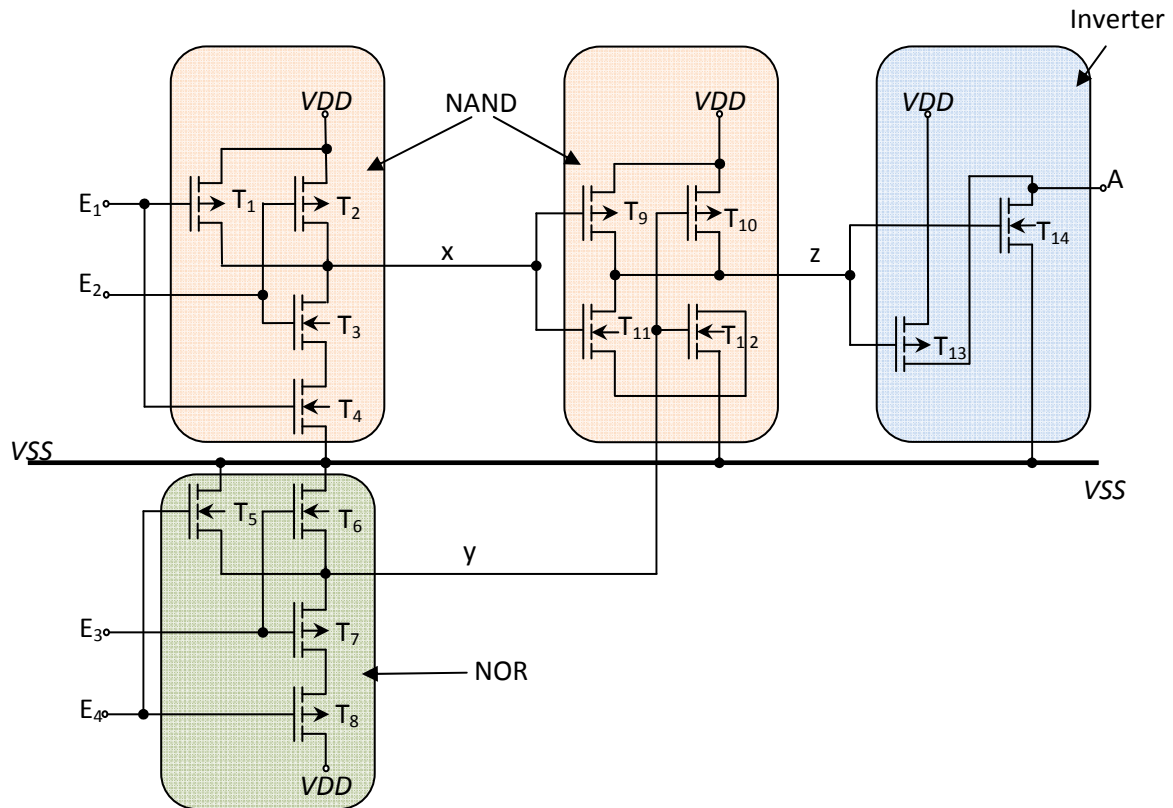 Inverter
NAND
VDD
VDD
VDD
E1
T1
T2
T9
T10
A
T14
x
z
E2
T3
T11
T12
T13
T4
VSS
VSS
T5
T6
y
E3
T7
NOR
E4
T8
VDD